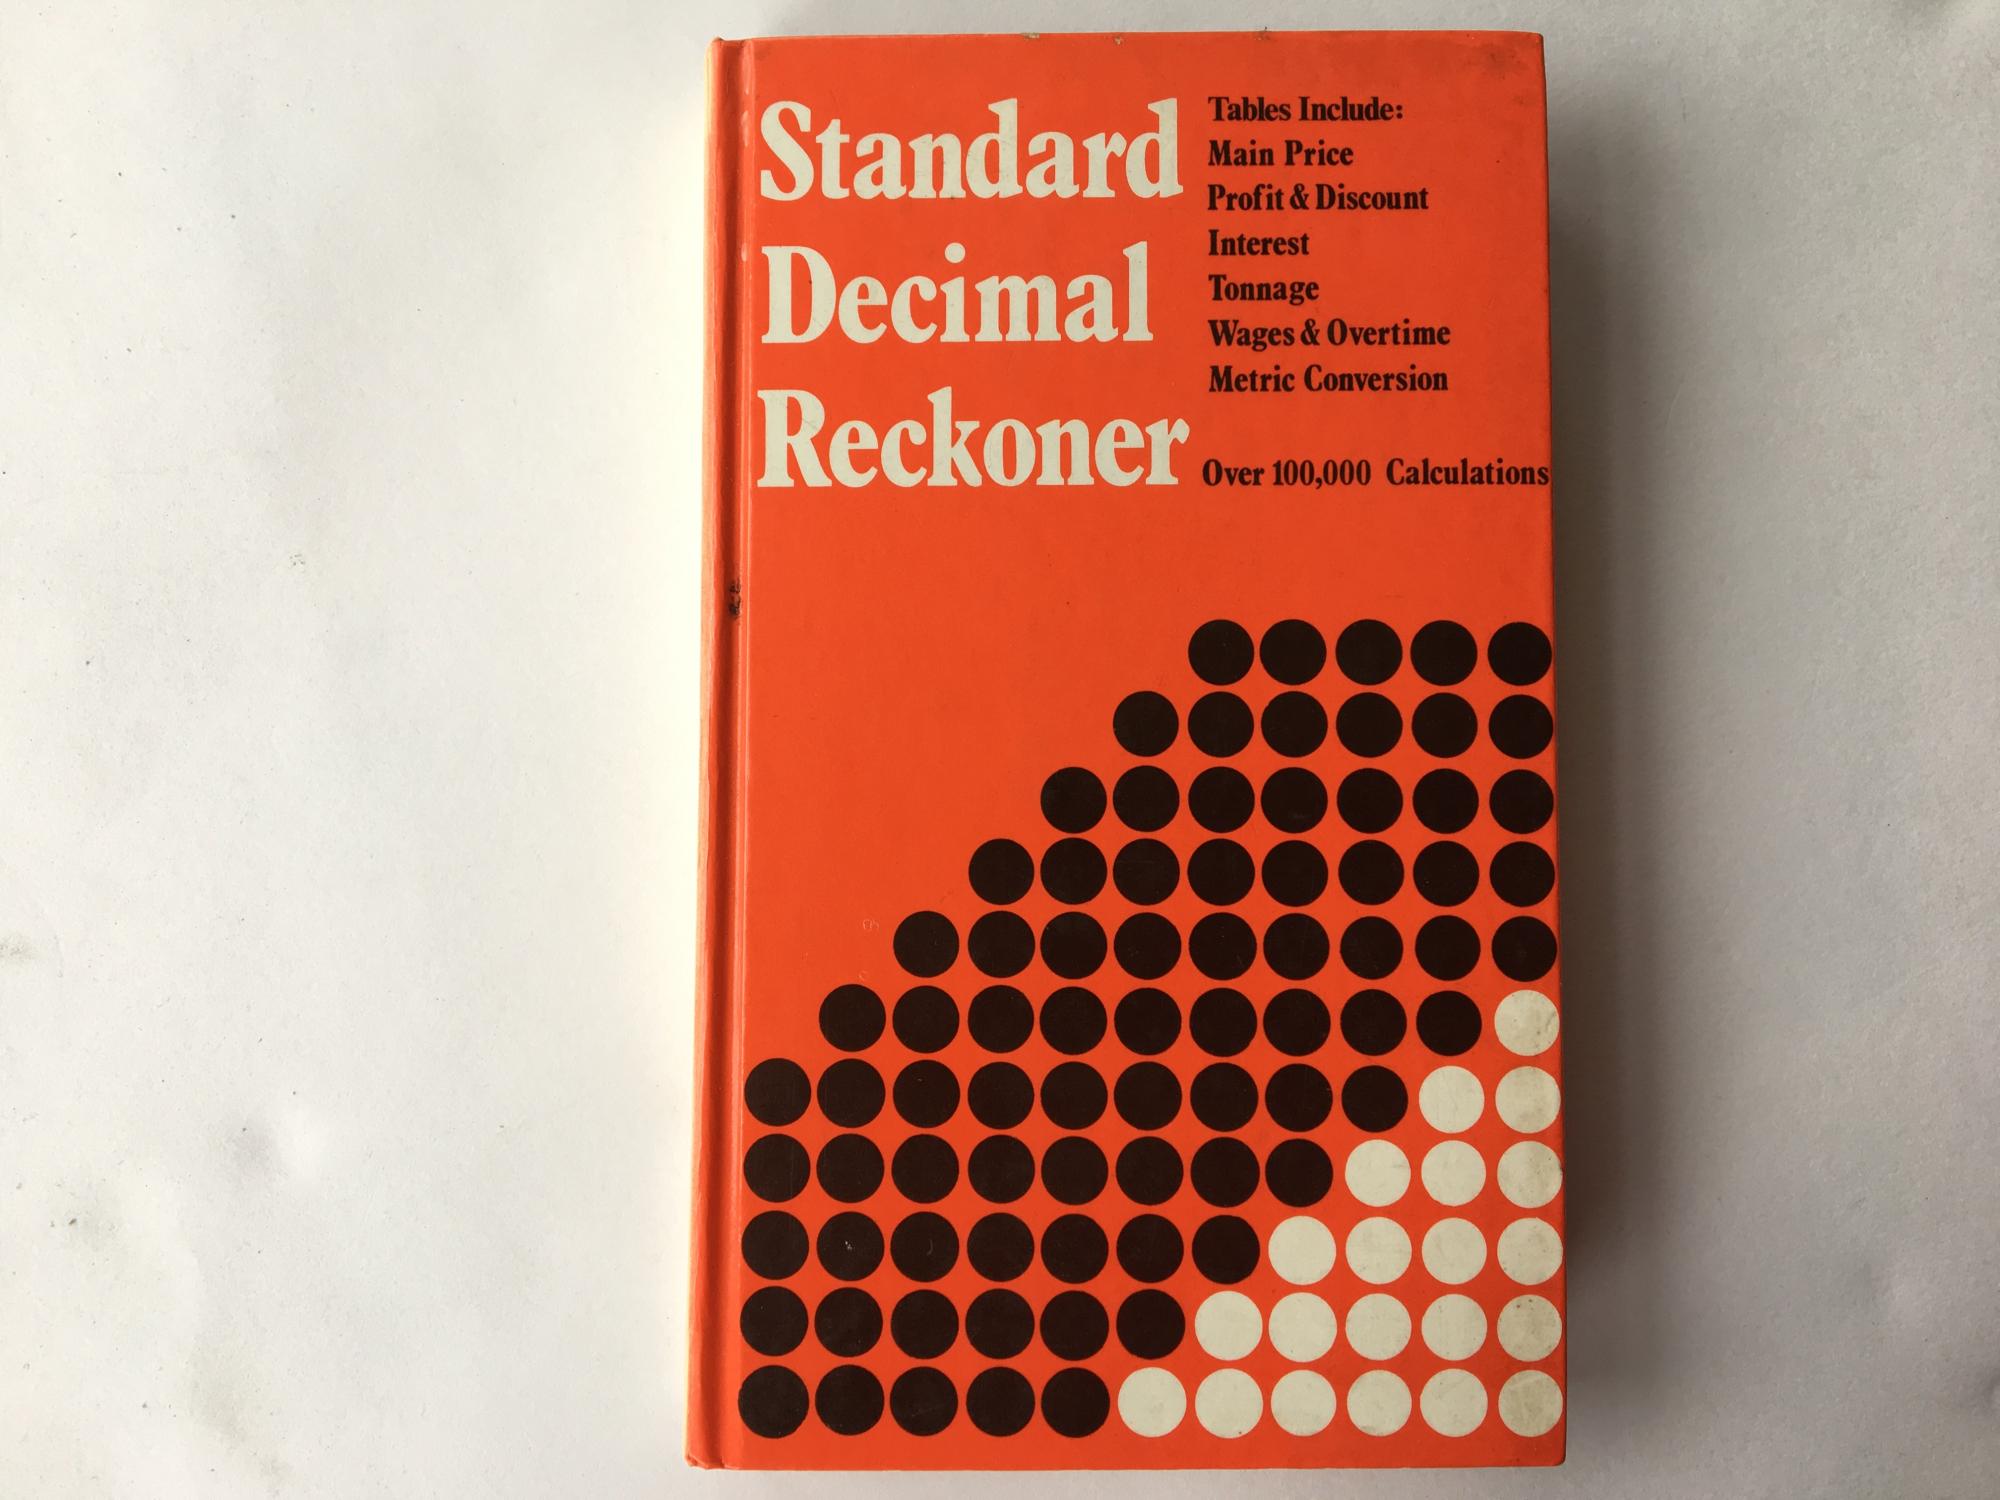 Standard
Decimal
Reckoner
Tables Include:
Main Price
Profit & Discount
Interest
Tonnage
Wages & Overtime
Metric Conversion
Over 100,000 Calculations